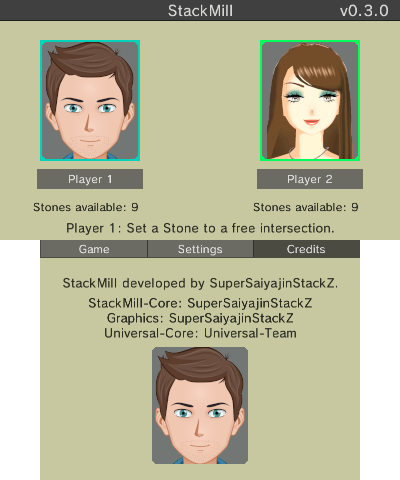 StackMill
v0.3.0
Player 1
Player 2
Stones available: 9
Stones available: 9
Player 1: Set a Stone to a free intersection.
Game
Settings
Credits
StackMill developed by SuperSaiyajinStackZ.
StackMill-Core: SuperSaiyajinStackZ
Graphics: SuperSaiyajinStackZ
Universal-Core: Universal-Team